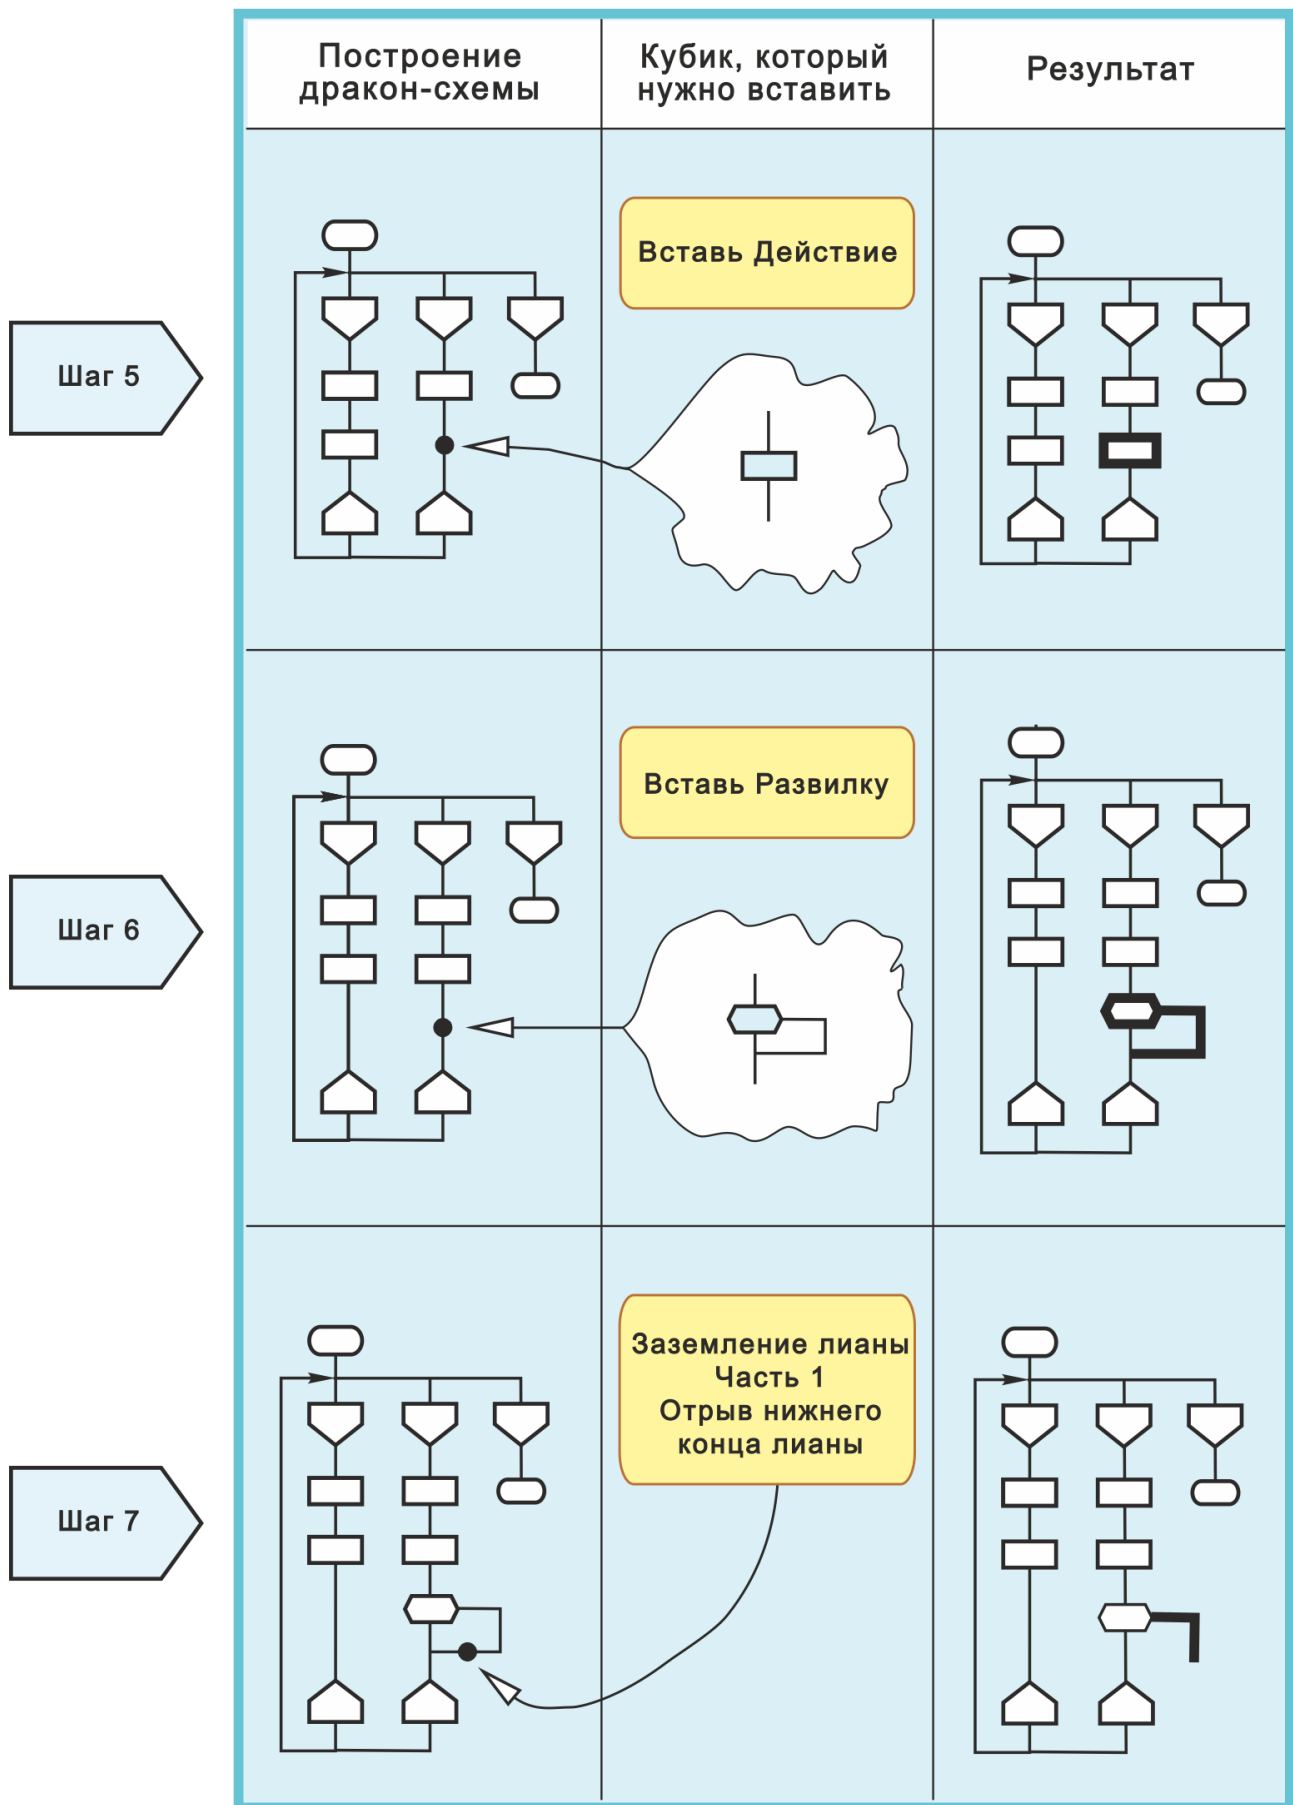 Построение
дракон-схемы
Кубик, который
нужно вставить
Результат
Шаг 5
Вставь Действие
Шаг 6
Вставь Развилку
Шаг 7
Заземление лианы
Часть 1
Отрыв нижнего
конца лианы